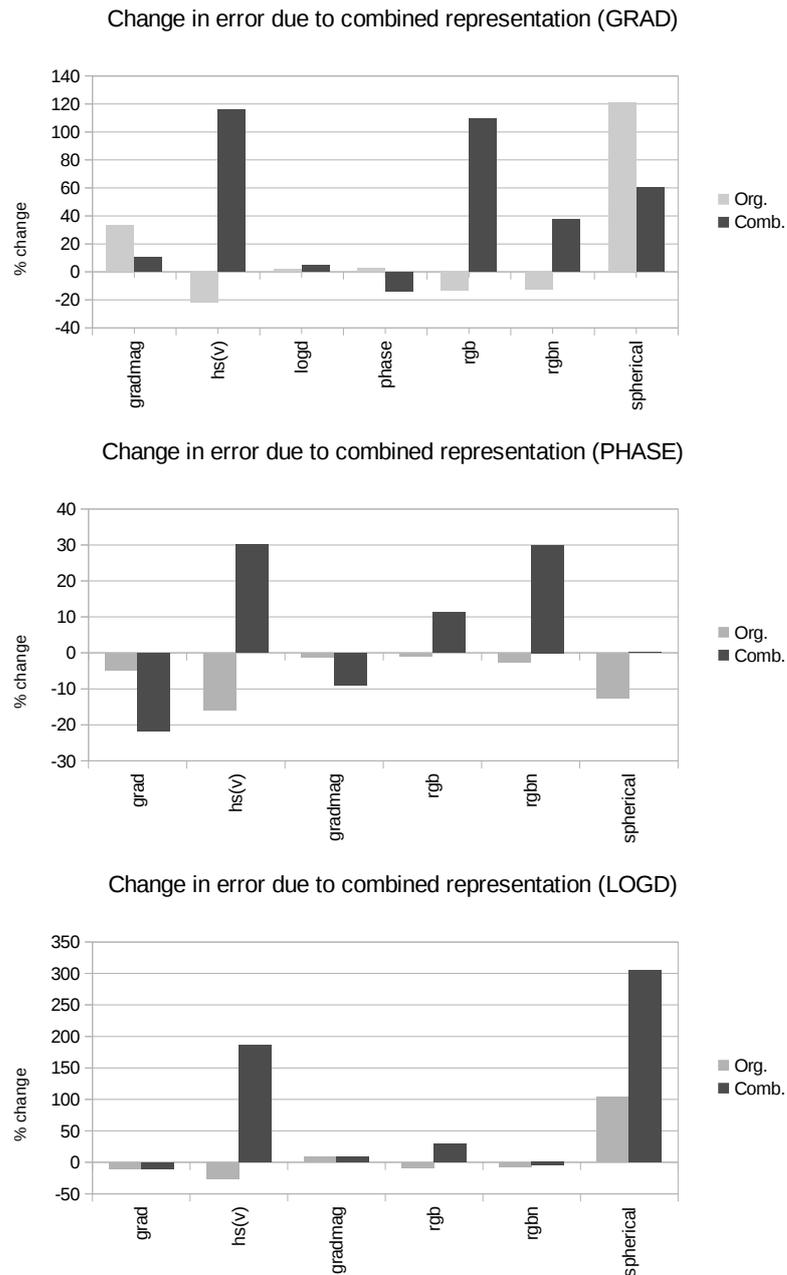 Change in error due to combined representation (GRAD)
140
120
100
80
60
40
20
0
-20
-40
% change
gradmag
hs(v)
logd
phase
rgb
rgbn
spherical
Org.
Comb.
Change in error due to combined representation (PHASE)
40
30
20
10
0
-10
-20
-30
% change
grad
hs(v)
gradmag
rgb
rgbn
spherical
Org.
Comb.
Change in error due to combined representation (LOGD)
350
300
250
200
150
100
50
0
-50
% change
grad
hs(v)
gradmag
rgb
rgbn
spherical
Org.
Comb.